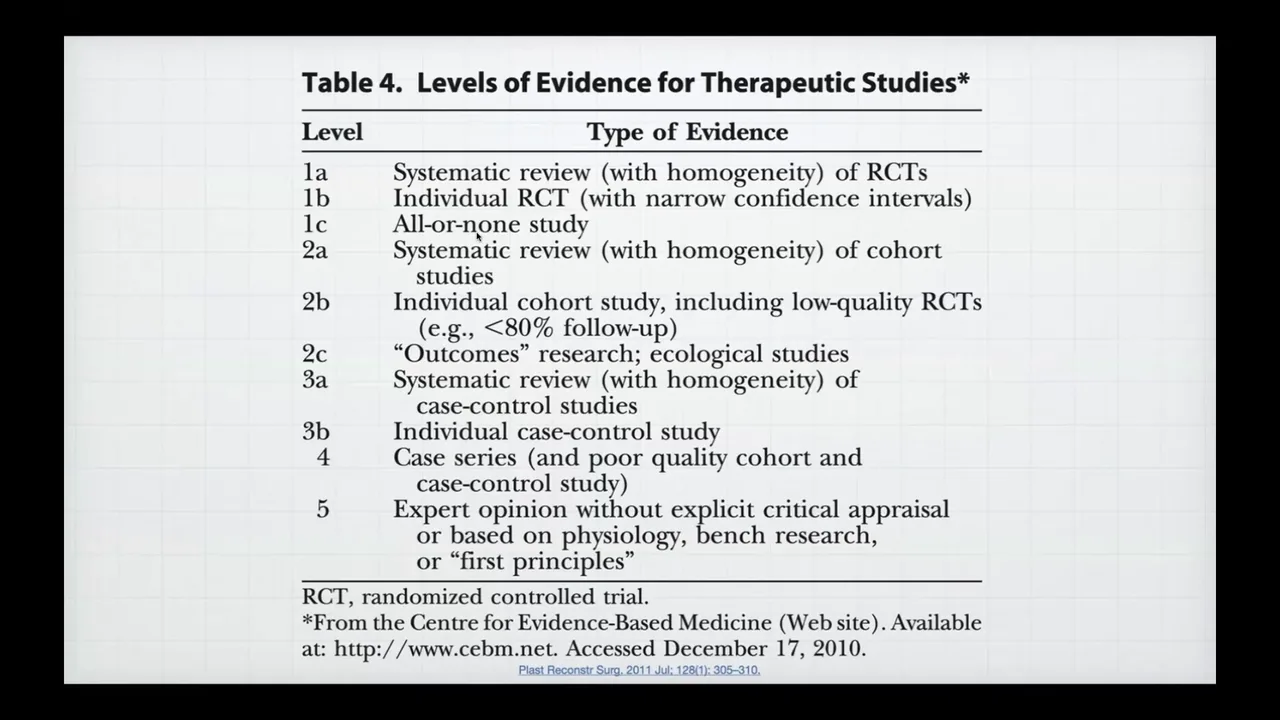 Table 4. Levels of Evidence for Therapeutic Studies*
Level Type of Evidence
1a Systematic review (with homogeneity) of RCTs
1b Individual RCT (with narrow confidence intervals)
1c All-or-none study
2a Systematic review (with homogeneity) of cohort
studies
2b Individual cohort study, including low-quality RCTs
(e.g., <80% follow-up)
2c “Outcomes” research; ecological studies
3a Systematic review (with homogeneity) of
case-control studies
3b Individual case-control study
4 Case series (and poor quality cohort and
case-control study)
5 Expert opinion without explicit critical appraisal
or based on physiology, bench research,
or “first principles”
RCT, randomized controlled trial.
*From the Centre for Evidence-Based Medicine (Web site). Available
at: http://www.cebm.net. Accessed December 17, 2010.
Plast Reconstr Surg. 2011 Jul; 128(1): 305–310.